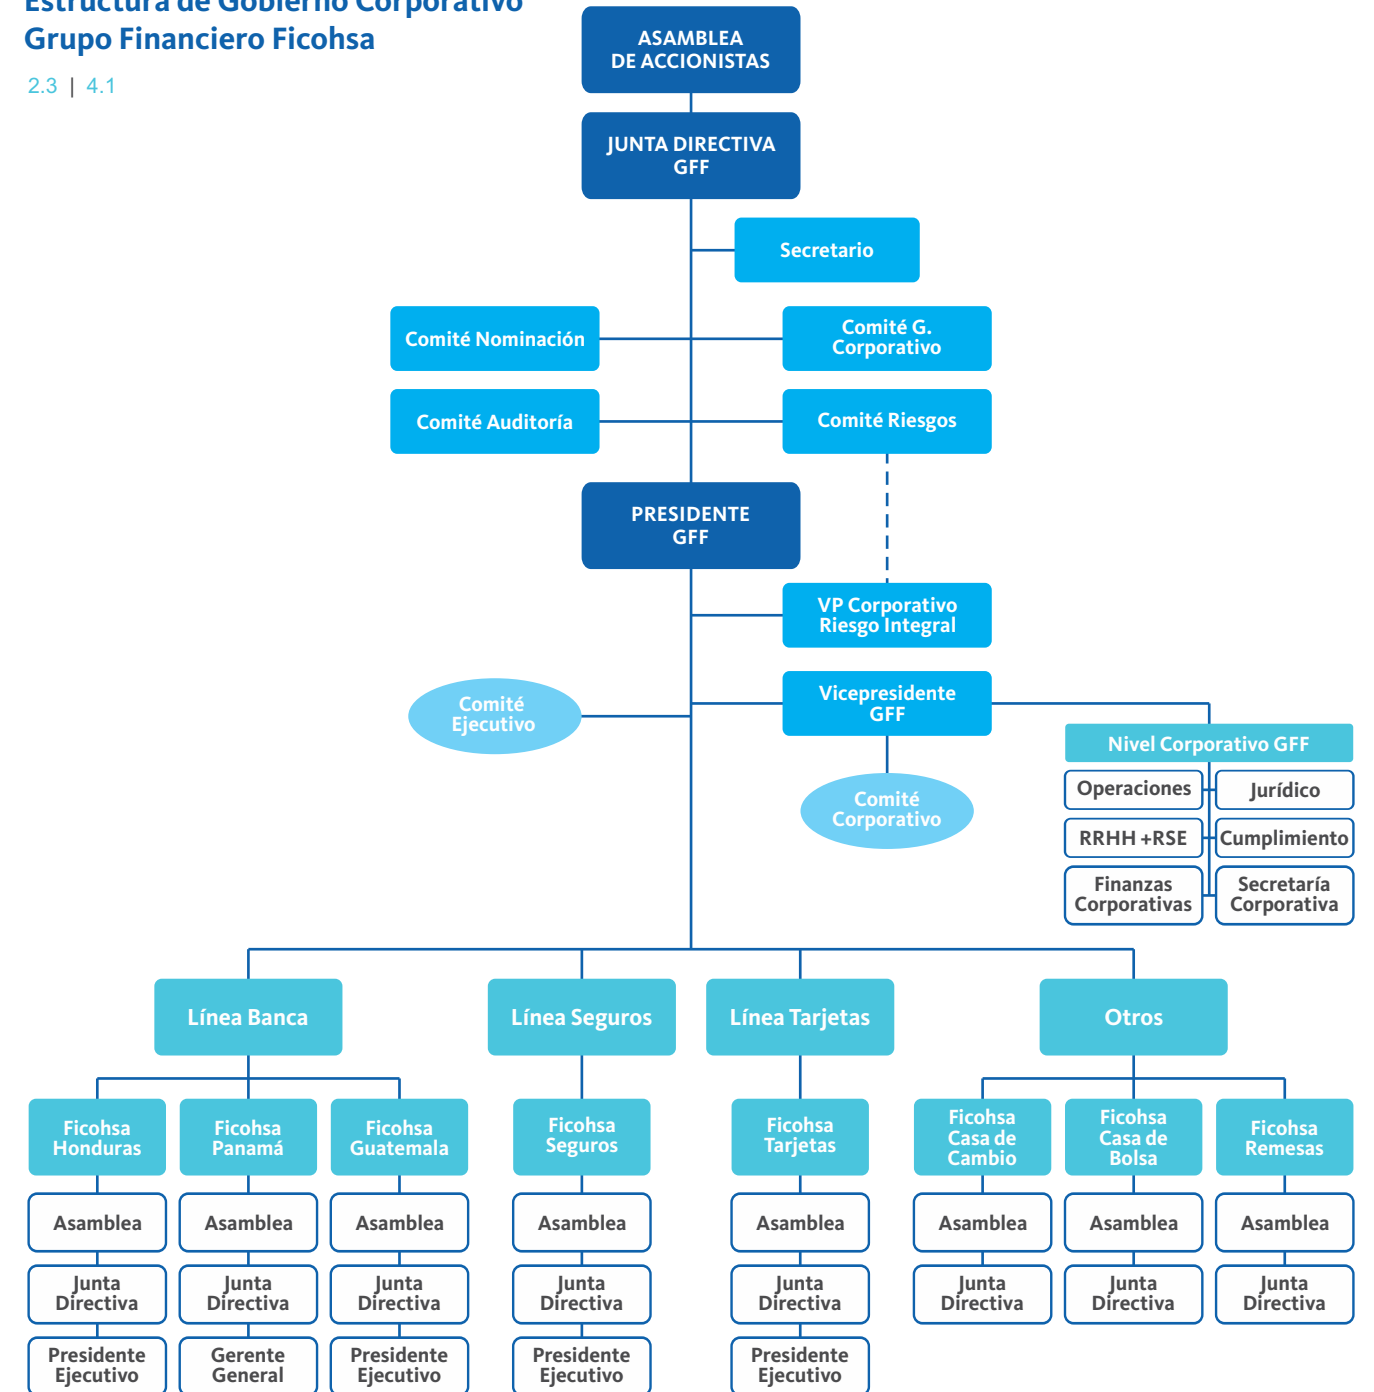 Estructura de Gobierno Corporativo
Grupo Financiero Ficohsa
2.3 | 4.1
ASAMBLEA
DE ACCIONISTAS
JUNTA DIRECTIVA
GFF
Secretario
Comité Nominación
Comité G.
Corporativo
Comité Auditoría
Comité Riesgos
PRESIDENTE
GFF
VP Corporativo
Riesgo Integral
Comité
Ejecutivo
Vicepresidente
GFF
Comité
Corporativo
Nivel Corporativo GFF
Operaciones
Jurídico
RRHH +RSE
Cumplimiento
Finanzas
Corporativas
Secretaría
Corporativa
Línea Banca
Línea Seguros
Línea Tarjetas
Otros
Ficohsa
Honduras
Ficohsa
Panamá
Ficohsa
Guatemala
Ficohsa
Seguros
Ficohsa
Tarjetas
Ficohsa
Casa de
Cambio
Ficohsa
Casa de
Bolsa
Ficohsa
Remesas
Asamblea
Asamblea
Asamblea
Asamblea
Asamblea
Asamblea
Asamblea
Asamblea
Junta
Directiva
Junta
Directiva
Junta
Directiva
Junta
Directiva
Junta
Directiva
Junta
Directiva
Junta
Directiva
Junta
Directiva
Presidente
Ejecutivo
Gerente
General
Presidente
Ejecutivo
Presidente
Ejecutivo
Presidente
Ejecutivo